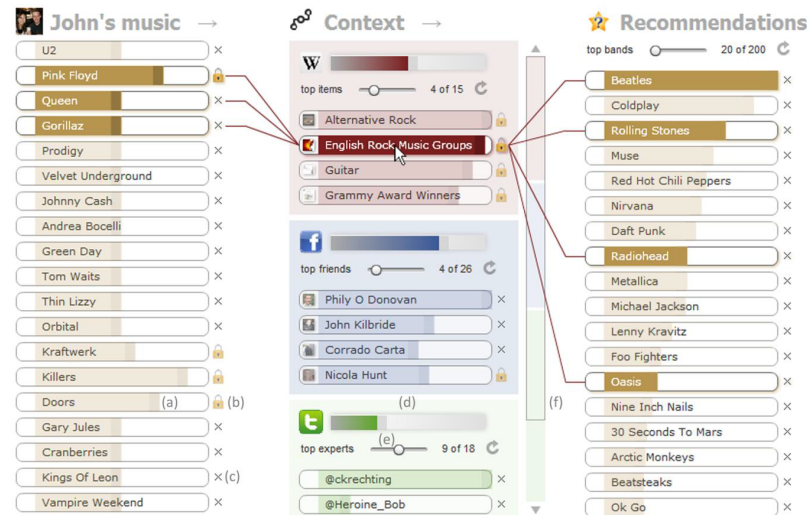 John's music →
U2 ×
Pink Floyd
Queen
Gorillaz
Prodigy ×
Velvet Underground ×
Johnny Cash ×
Andrea Bocelli ×
Green Day ×
Tom Waits ×
Thin Lizzy ×
Orbital ×
Kraftwerk
Killers
Doors (a) (b)
Gary Jules ×
Cranberries ×
Kings Of Leon × (c)
Vampire Weekend ×
Context →
W
top items 4 of 15
Alternative Rock
English Rock Music Groups
Guitar
Grammy Award Winners
f
top friends 4 of 26
Phily O Donovan ×
John Kilbride ×
Corrado Carta ×
Nicola Hunt
(d) (f)
t
(e)
top experts 9 of 18
@ckrechting ×
@Heroine_Bob ×
? Recommendations
top bands 20 of 200
Beatles ×
Coldplay ×
Rolling Stones ×
Muse ×
Red Hot Chili Peppers ×
Nirvana ×
Daft Punk ×
Radiohead ×
Metallica ×
Michael Jackson ×
Lenny Kravitz ×
Foo Fighters ×
Oasis ×
Nine Inch Nails ×
30 Seconds To Mars ×
Arctic Monkeys ×
Beatsteaks ×
Ok Go ×